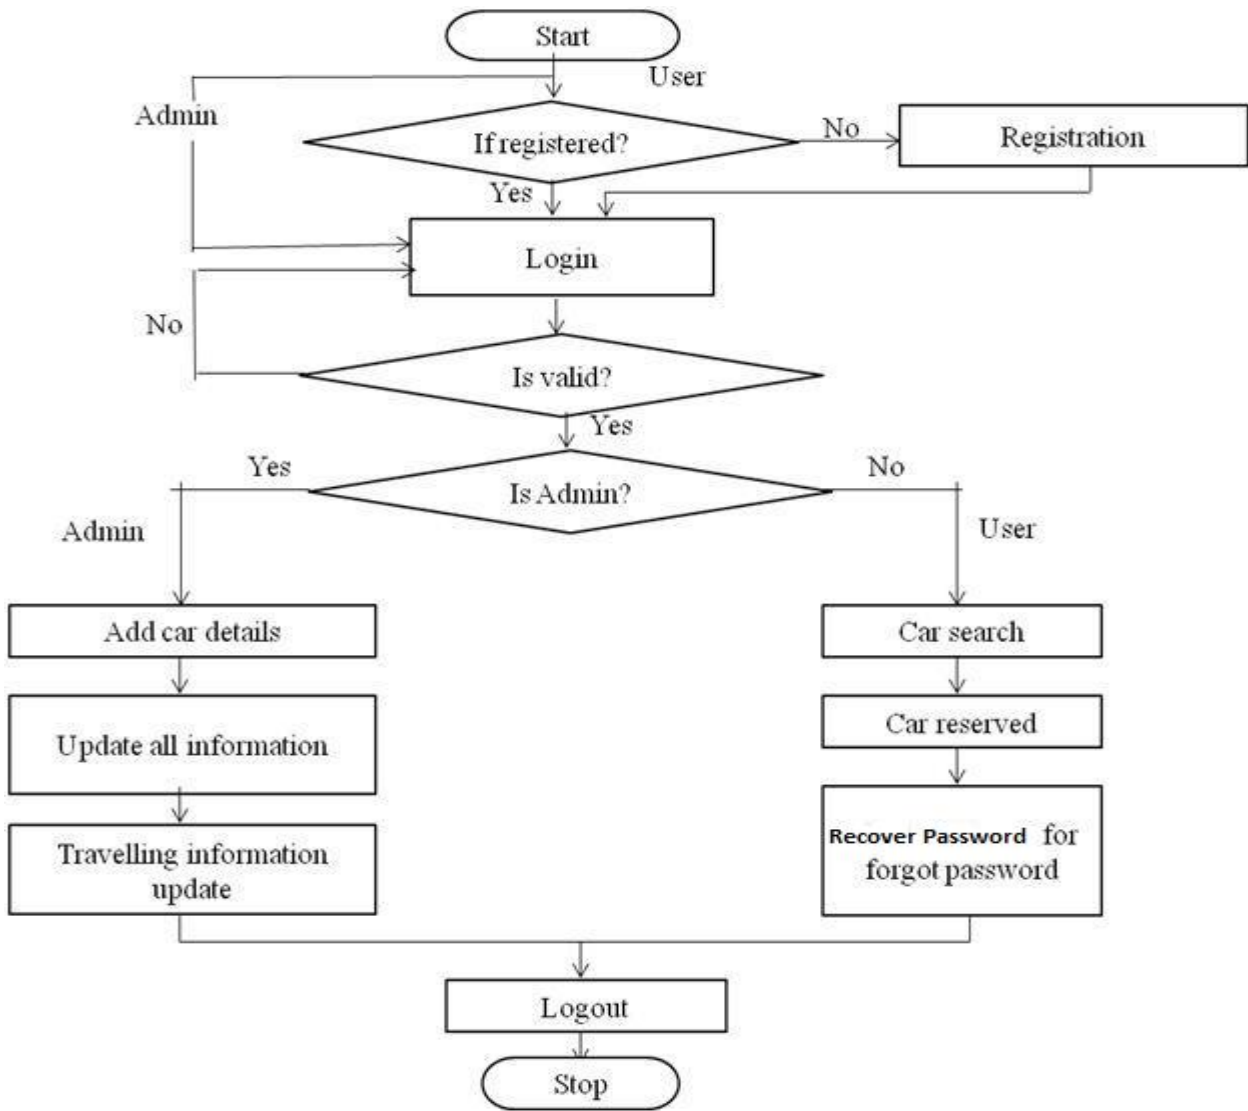 Start
User
Admin
If registered?
No
Registration
Yes
Login
No
Is valid?
Yes
Yes
No
Is Admin?
Admin
User
Add car details
Car search
Update all information
Car reserved
Travelling information
update
Recover Password for
forgot password
Logout
Stop